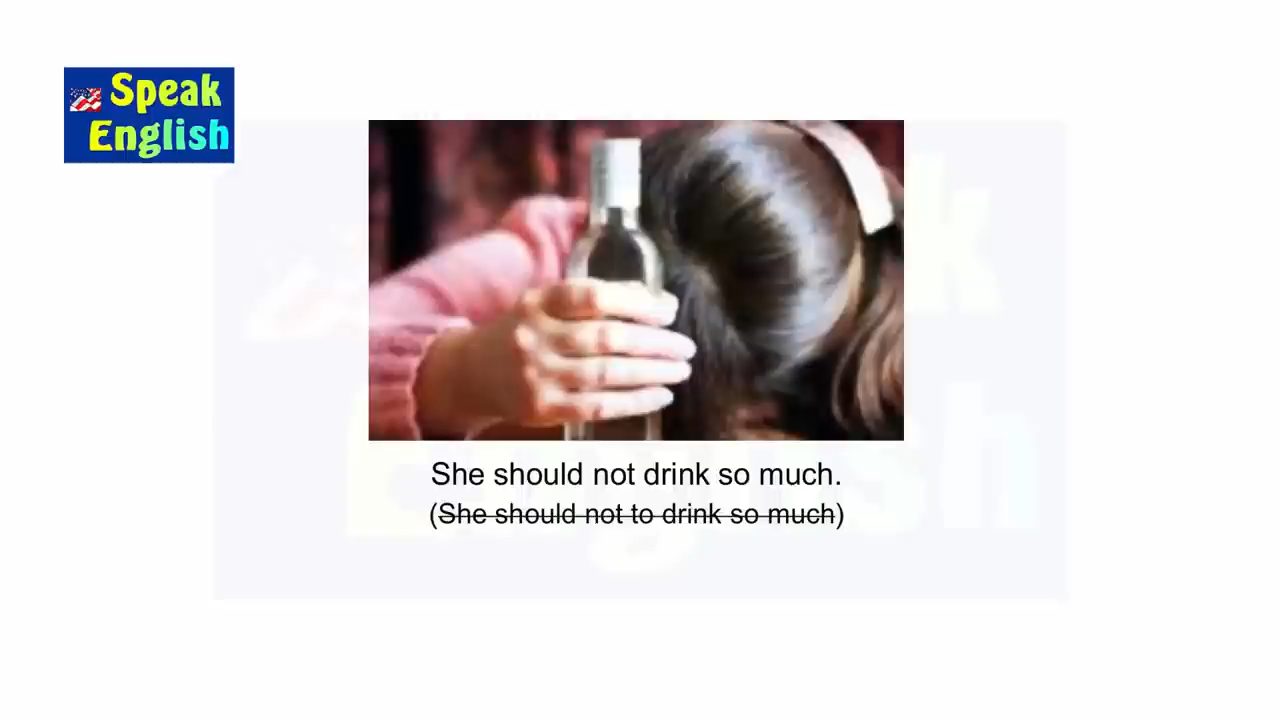 Speak
English
She should not drink so much.
(She should not to drink so much)